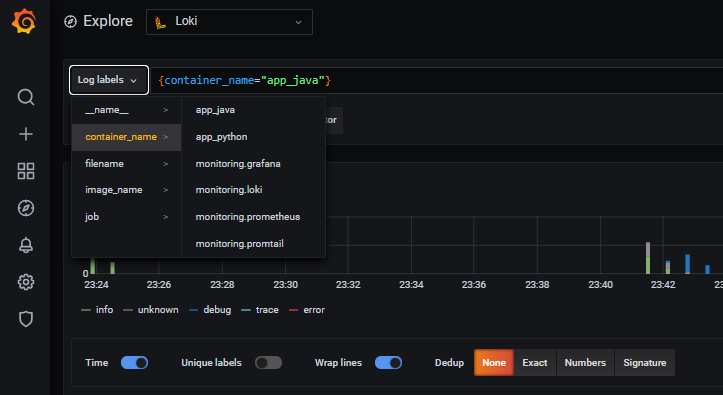 Explore
Loki
Log labels
{container_name="app_java"}
__name__ >
container_name >
filename >
image_name >
job >
app_java
app_python
monitoring.grafana
monitoring.loki
monitoring.prometheus
monitoring.promtail
or
0
23:24 23:26 23:28 23:30 23:32 23:34 23:36 23:38 23:40 23:42 23
info unknown debug trace error
Time Unique labels Wrap lines Dedup None Exact Numbers Signature